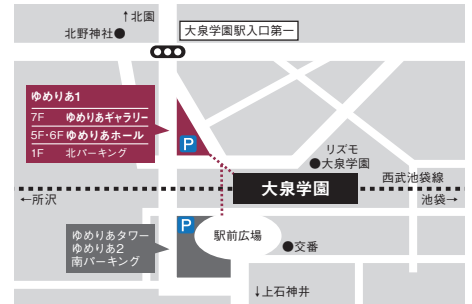 ↑北園
北野神社●
大泉学園駅入口第一
ゆめりあ1
7F ゆめりあギャラリー
5F・6F ゆめりあホール
1F 北パーキング
P
リズモ
●大泉学園
西武池袋線
大泉学園
←所沢
池袋→
P
ゆめりあタワー
ゆめりあ2
南パーキング
駅前広場
●交番
↓上石神井